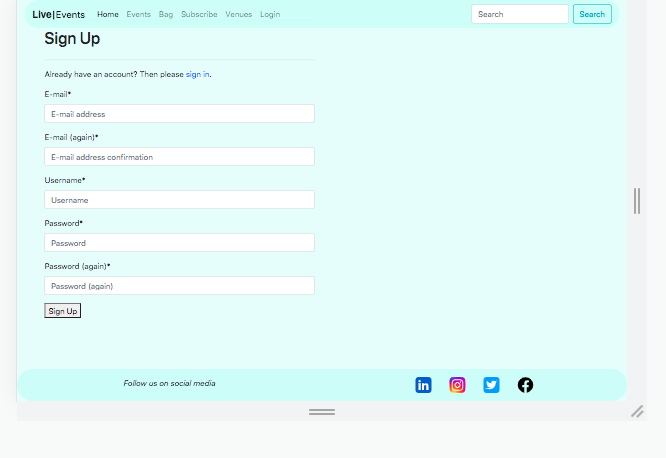 Live|Events Home Events Bag Subscribe Venues Login Search Search
Sign Up
Already have an account? Then please sign in.
E-mail*
E-mail address
E-mail (again)*
E-mail address confirmation
Username*
Username
Password*
Password
Password (again)*
Password (again)
Sign Up
Follow us on social media